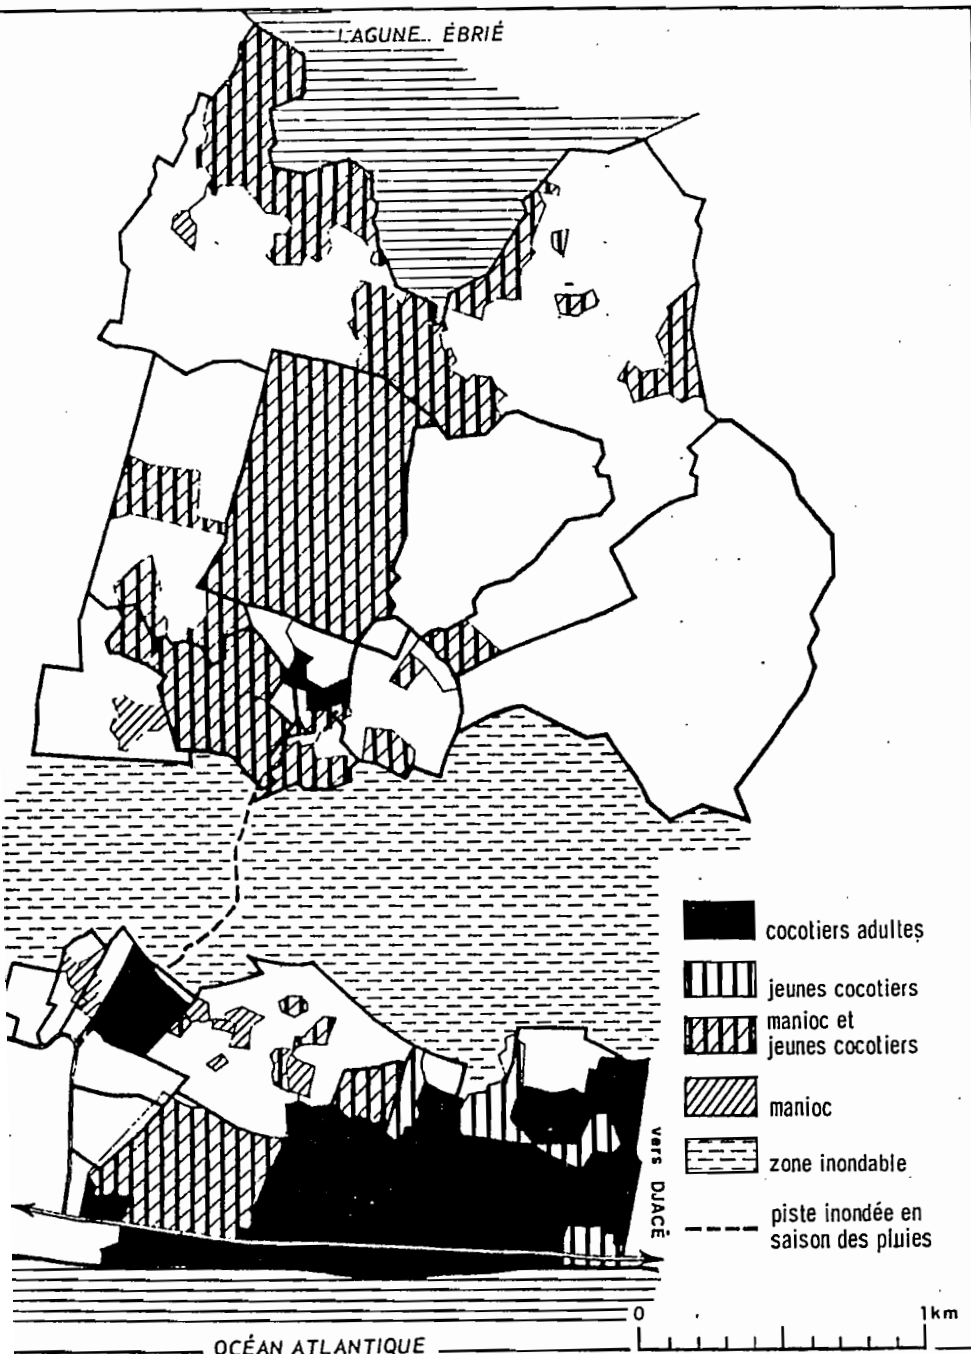 LAGUNE ÉBRIÉ
cocotiers adultes
jeunes cocotiers
manioc et
jeunes cocotiers
manioc
zone inondable
piste inondée en
saison des pluies
vers DJACÉ
0 1km
OCÉAN ATLANTIQUE